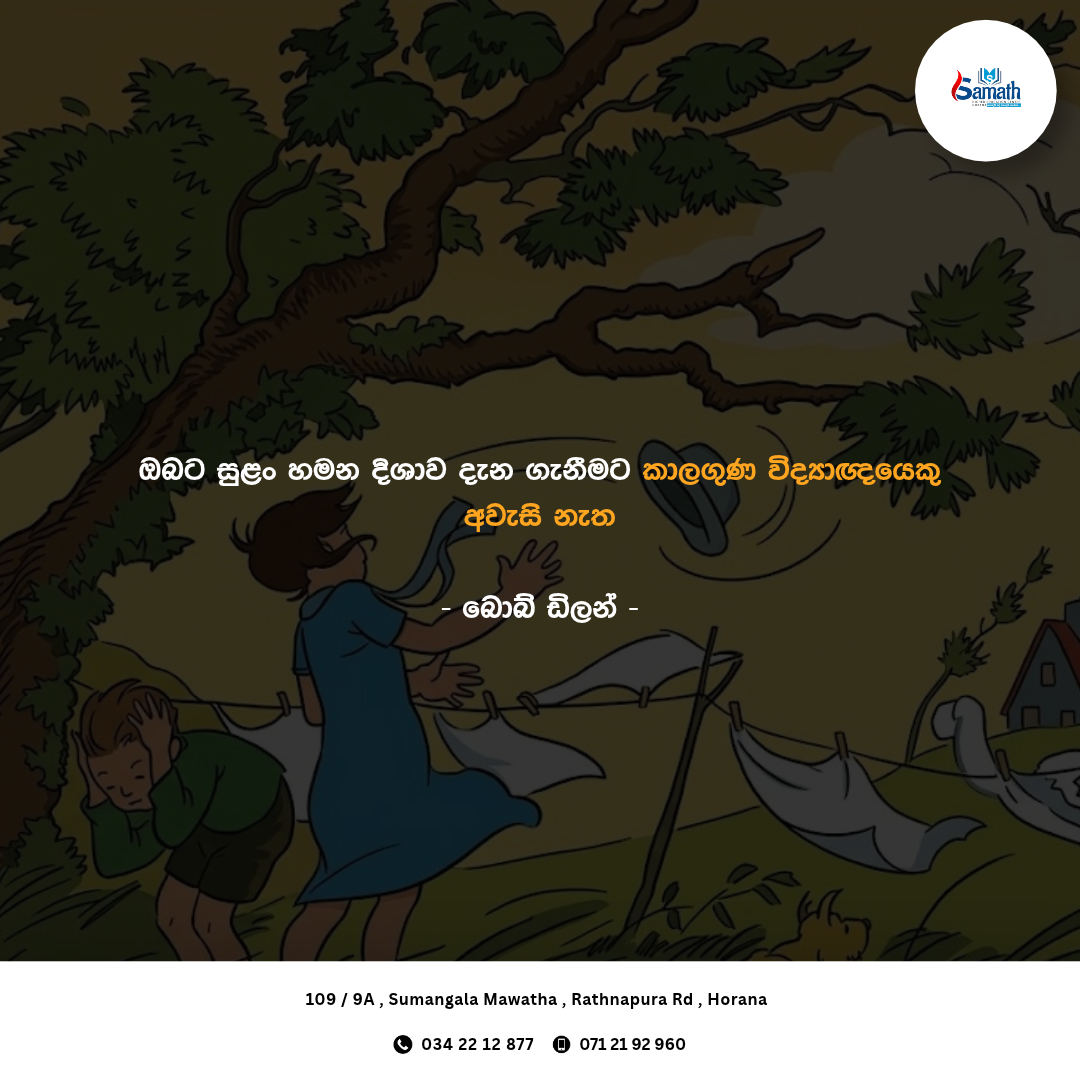 Samath
ඔබට සුළං හමන දිශාව දැන ගැනීමට කාලගුණ විද්‍යාඥයෙකු
අවැසි නැත
- බොබ් ඩිලන් -
109 / 9A , Sumangala Mawatha , Rathnapura Rd , Horana
034 22 12 877 071 21 92 960